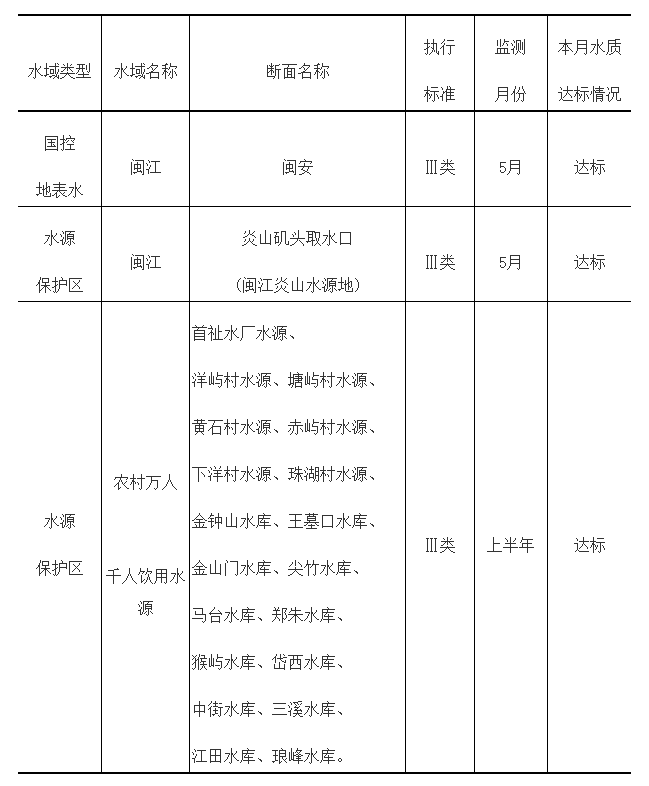 水域类型
水域名称
断面名称
执行
标准
监测
月份
本月水质
达标情况
国控
地表水
闽江
闽安
Ⅲ类
5月
达标
水源
保护区
闽江
炎山矶头取水口
(闽江炎山水源地)
Ⅲ类
5月
达标
水源
保护区
农村万人
千人饮用水
源
首祉水厂水源、
洋屿村水源、塘屿村水源、
黄石村水源、赤屿村水源、
下洋村水源、珠湖村水源、
金钟山水库、王墓口水库、
金山门水库、尖竹水库、
马台水库、郑朱水库、
猴屿水库、岱西水库、
中街水库、三溪水库、
江田水库、琅峰水库。
Ⅲ类
上半年
达标